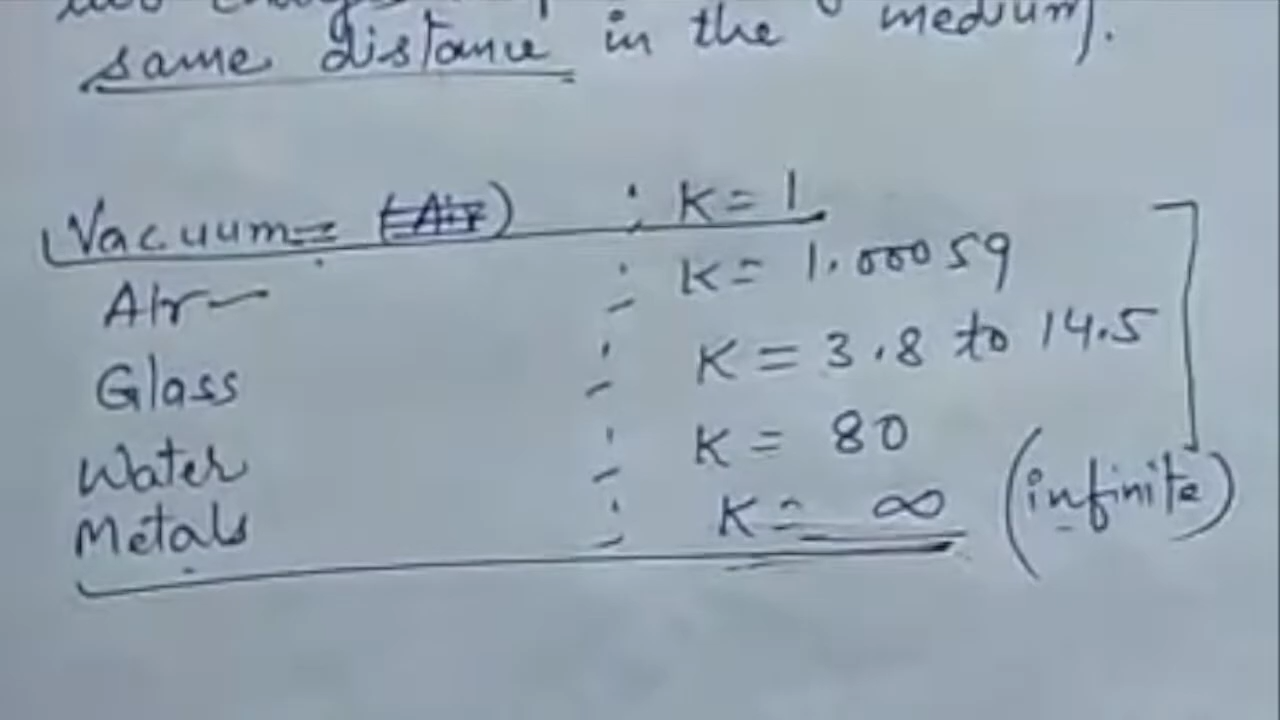 same distance in the medium).
Vacuum = (Air) : K = 1
Air — : K = 1.00059
Glass : K = 3.8 to 14.5
Water : K = 80
Metals : K = ∞ (infinite)